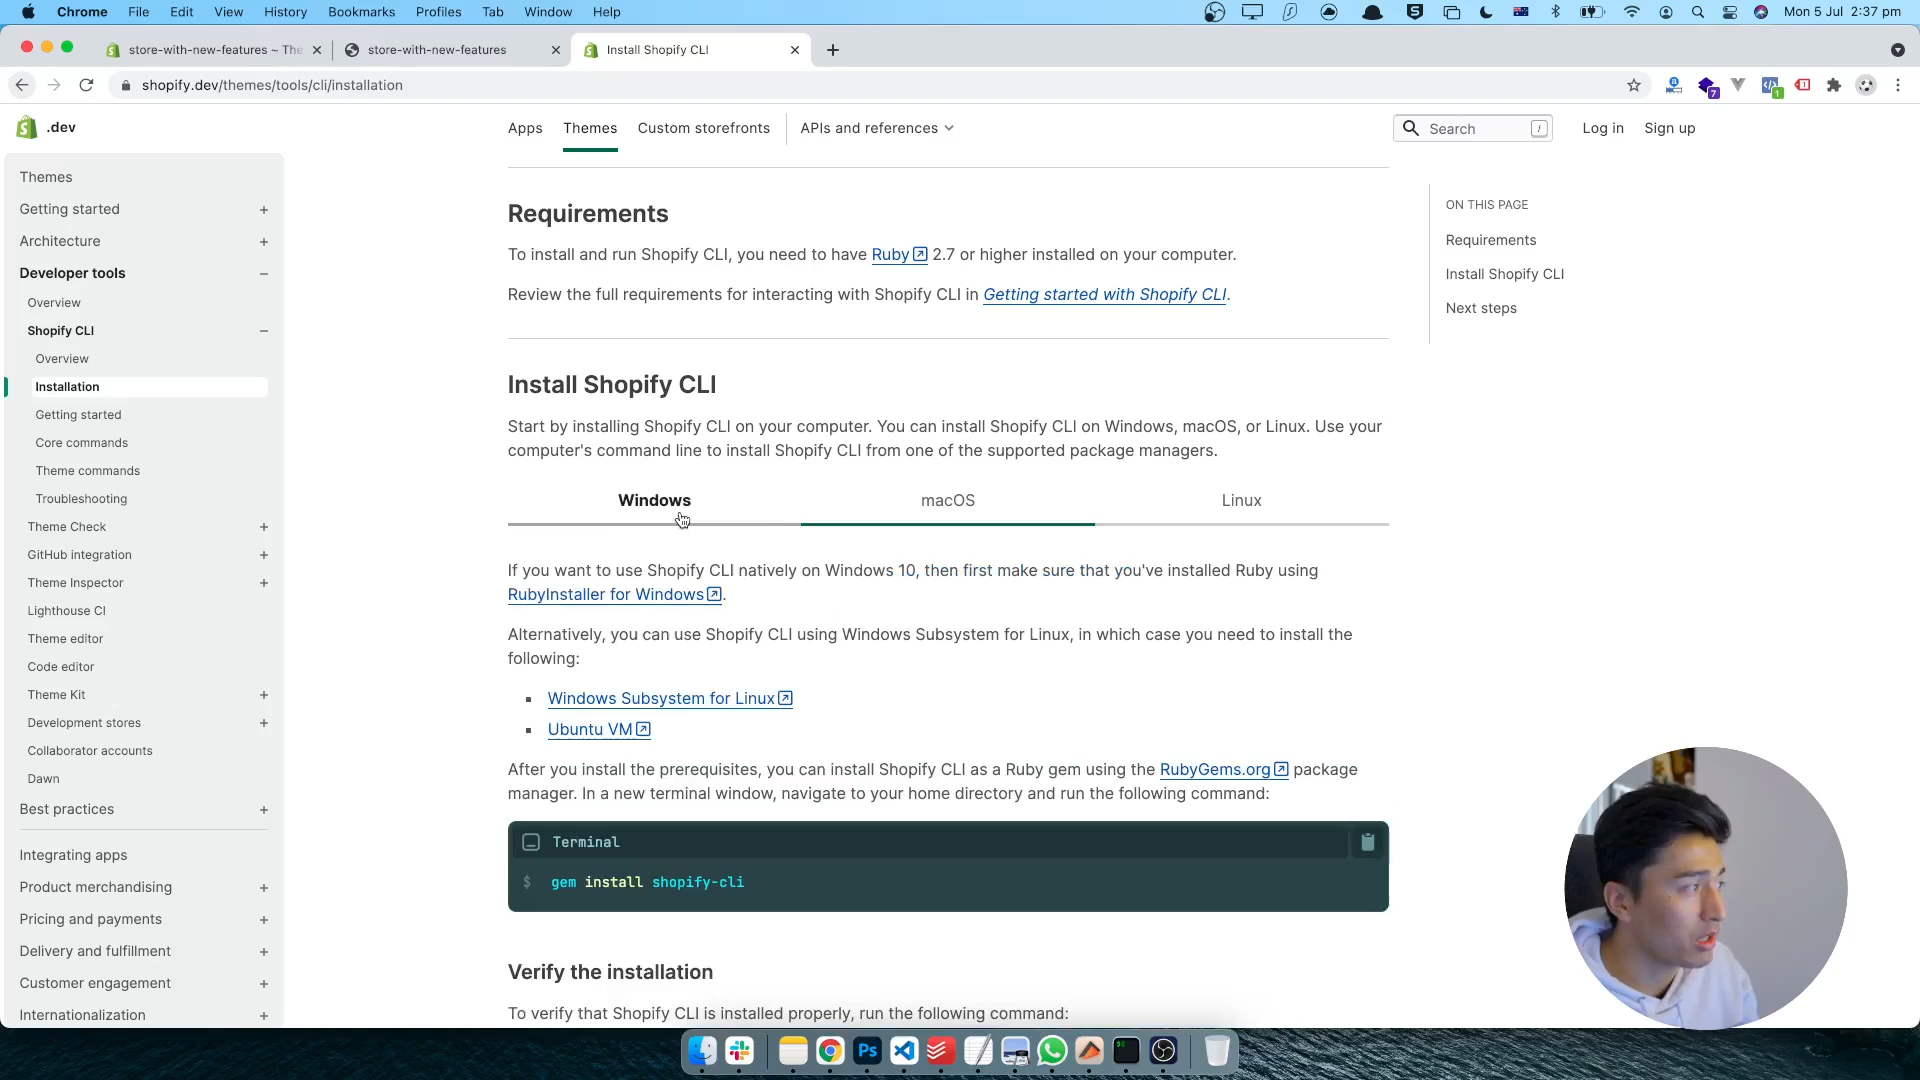 Chrome File Edit View History Bookmarks Profiles Tab Window Help Mon 5 Jul 2:37 pm
store-with-new-features ~ The store-with-new-features Install Shopify CLI
shopify.dev/themes/tools/cli/installation
.dev Apps Themes Custom storefronts APIs and references Search / Log in Sign up
Themes
Getting started
Architecture
Developer tools
Overview
Shopify CLI
Overview
Installation
Getting started
Core commands
Theme commands
Troubleshooting
Theme Check
GitHub integration
Theme Inspector
Lighthouse CI
Theme editor
Code editor
Theme Kit
Development stores
Collaborator accounts
Dawn
Best practices
Integrating apps
Product merchandising
Pricing and payments
Delivery and fulfillment
Customer engagement
Internationalization
Requirements
To install and run Shopify CLI, you need to have Ruby 2.7 or higher installed on your computer.
Review the full requirements for interacting with Shopify CLI in Getting started with Shopify CLI.
Install Shopify CLI
Start by installing Shopify CLI on your computer. You can install Shopify CLI on Windows, macOS, or Linux. Use your
computer's command line to install Shopify CLI from one of the supported package managers.
Windows macOS Linux
If you want to use Shopify CLI natively on Windows 10, then first make sure that you've installed Ruby using
RubyInstaller for Windows.
Alternatively, you can use Shopify CLI using Windows Subsystem for Linux, in which case you need to install the
following:
Windows Subsystem for Linux
Ubuntu VM
After you install the prerequisites, you can install Shopify CLI as a Ruby gem using the RubyGems.org package
manager. In a new terminal window, navigate to your home directory and run the following command:
Terminal
$ gem install shopify-cli
Verify the installation
To verify that Shopify CLI is installed properly, run the following command:
ON THIS PAGE
Requirements
Install Shopify CLI
Next steps
Ps